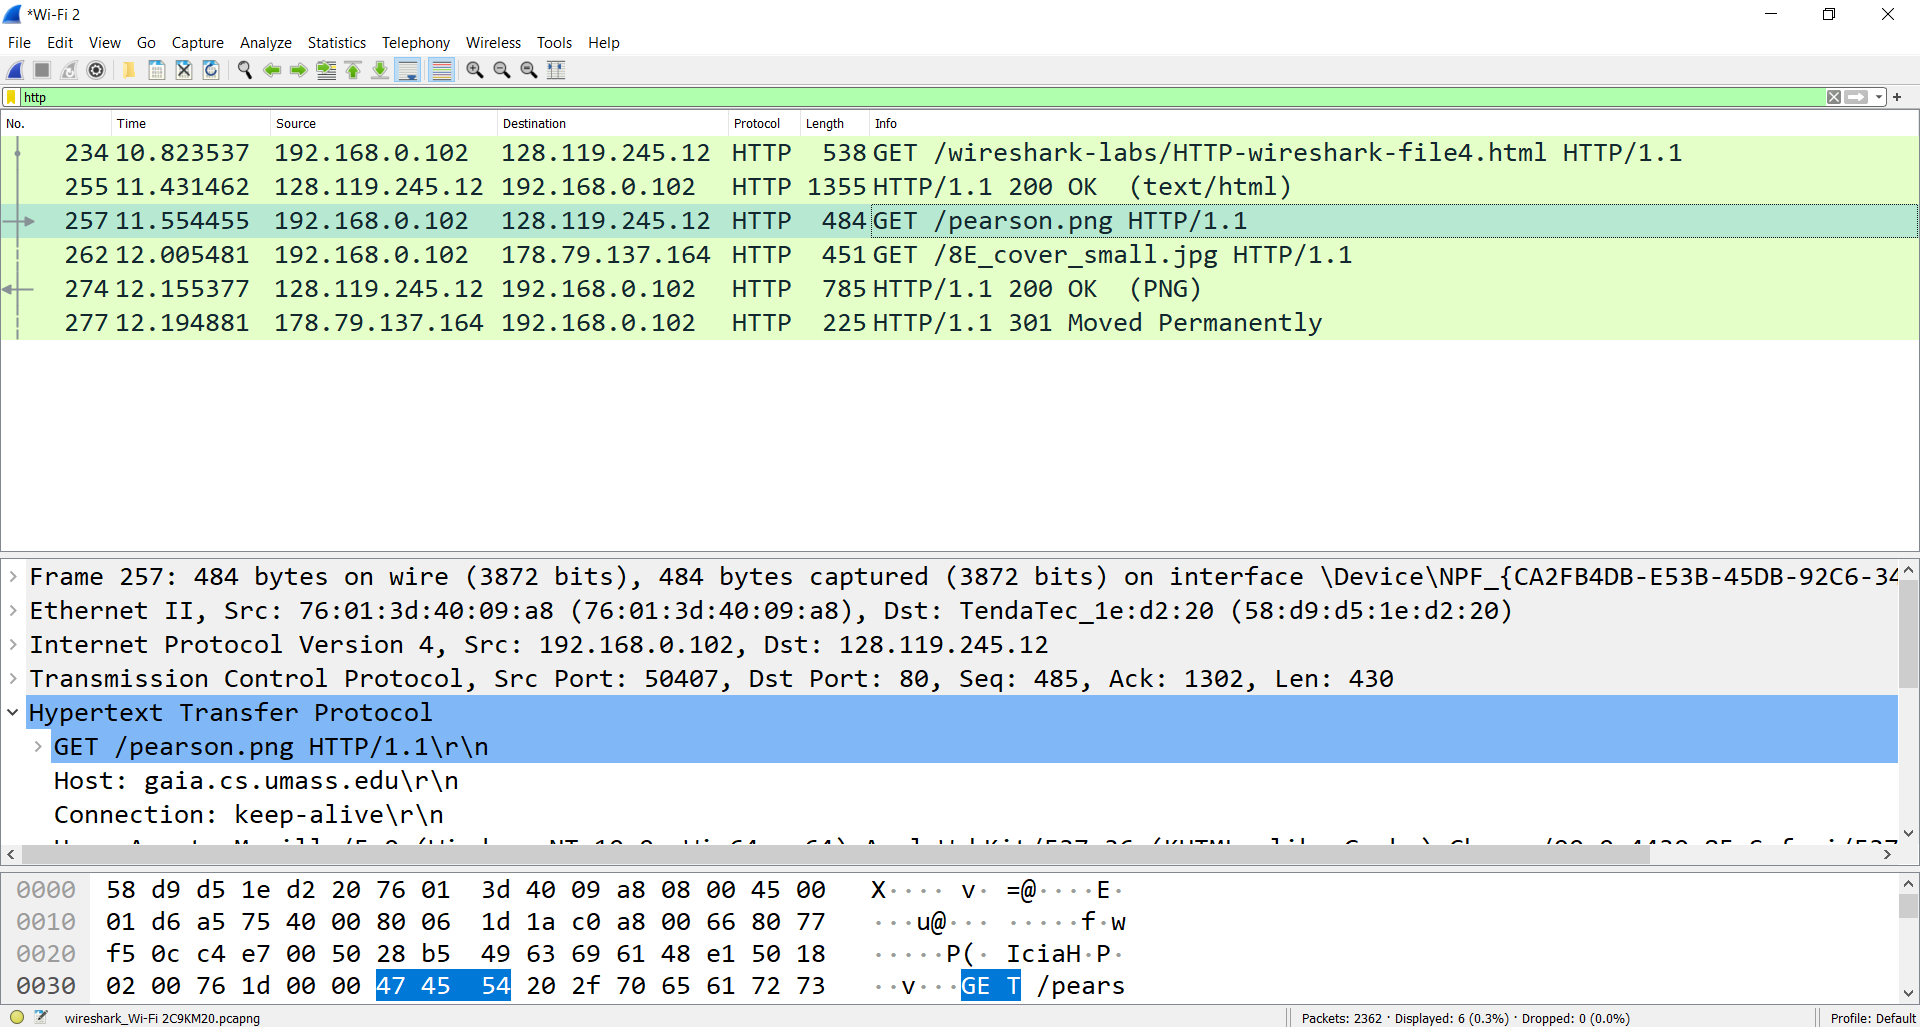 *Wi-Fi 2
File Edit View Go Capture Analyze Statistics Telephony Wireless Tools Help
http
No. Time Source Destination Protocol Length Info
234 10.823537 192.168.0.102 128.119.245.12 HTTP 538 GET /wireshark-labs/HTTP-wireshark-file4.html HTTP/1.1
255 11.431462 128.119.245.12 192.168.0.102 HTTP 1355 HTTP/1.1 200 OK (text/html)
257 11.554455 192.168.0.102 128.119.245.12 HTTP 484 GET /pearson.png HTTP/1.1
262 12.005481 192.168.0.102 178.79.137.164 HTTP 451 GET /8E_cover_small.jpg HTTP/1.1
274 12.155377 128.119.245.12 192.168.0.102 HTTP 785 HTTP/1.1 200 OK (PNG)
277 12.194881 178.79.137.164 192.168.0.102 HTTP 225 HTTP/1.1 301 Moved Permanently
Frame 257: 484 bytes on wire (3872 bits), 484 bytes captured (3872 bits) on interface \Device\NPF_{CA2FB4DB-E53B-45DB-92C6-34
Ethernet II, Src: 76:01:3d:40:09:a8 (76:01:3d:40:09:a8), Dst: TendaTec_1e:d2:20 (58:d9:d5:1e:d2:20)
Internet Protocol Version 4, Src: 192.168.0.102, Dst: 128.119.245.12
Transmission Control Protocol, Src Port: 50407, Dst Port: 80, Seq: 485, Ack: 1302, Len: 430
Hypertext Transfer Protocol
GET /pearson.png HTTP/1.1\r\n
Host: gaia.cs.umass.edu\r\n
Connection: keep-alive\r\n
0000 58 d9 d5 1e d2 20 76 01 3d 40 09 a8 08 00 45 00 X···· v· =@····E·
0010 01 d6 a5 75 40 00 80 06 1d 1a c0 a8 00 66 80 77 ···u@··· ·····f·w
0020 f5 0c c4 e7 00 50 28 b5 49 63 69 61 48 e1 50 18 ·····P(· IciaH·P·
0030 02 00 76 1d 00 00 47 45 54 20 2f 70 65 61 72 73 ··v···GE T /pears
wireshark_Wi-Fi 2C9KM20.pcapng Packets: 2362 · Displayed: 6 (0.3%) · Dropped: 0 (0.0%) Profile: Default